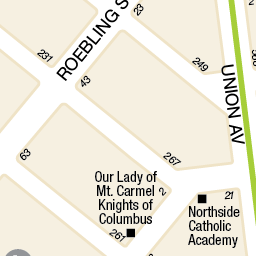 23
231
ROEBLING S
249
43
UNION AV
63
267
Our Lady of
Mt. Carmel
Knights of
Columbus
2
21
Northside
Catholic
Academy
261